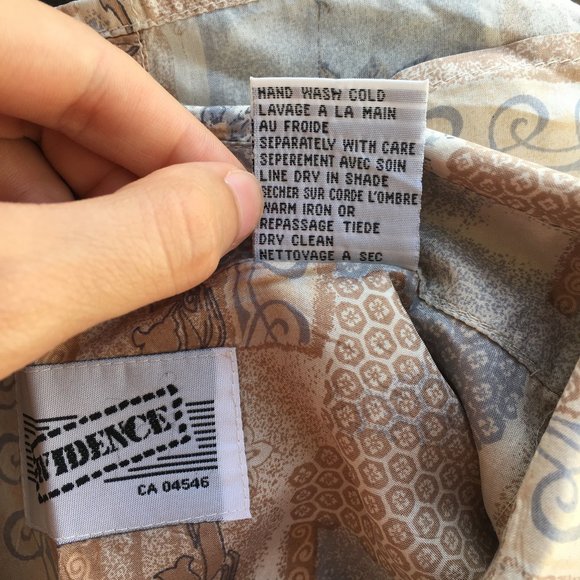 HAND WASH COLD
LAVAGE A LA MAIN
AU FROIDE
SEPARATELY WITH CARE
SEPEREMENT AVEC SOIN
LINE DRY IN SHADE
SECHER SUR CORDE L'OMBRE
WARM IRON OR
REPASSAGE TIEDE
DRY CLEAN
NETTOYAGE A SEC
VIDENCE
CA 04546